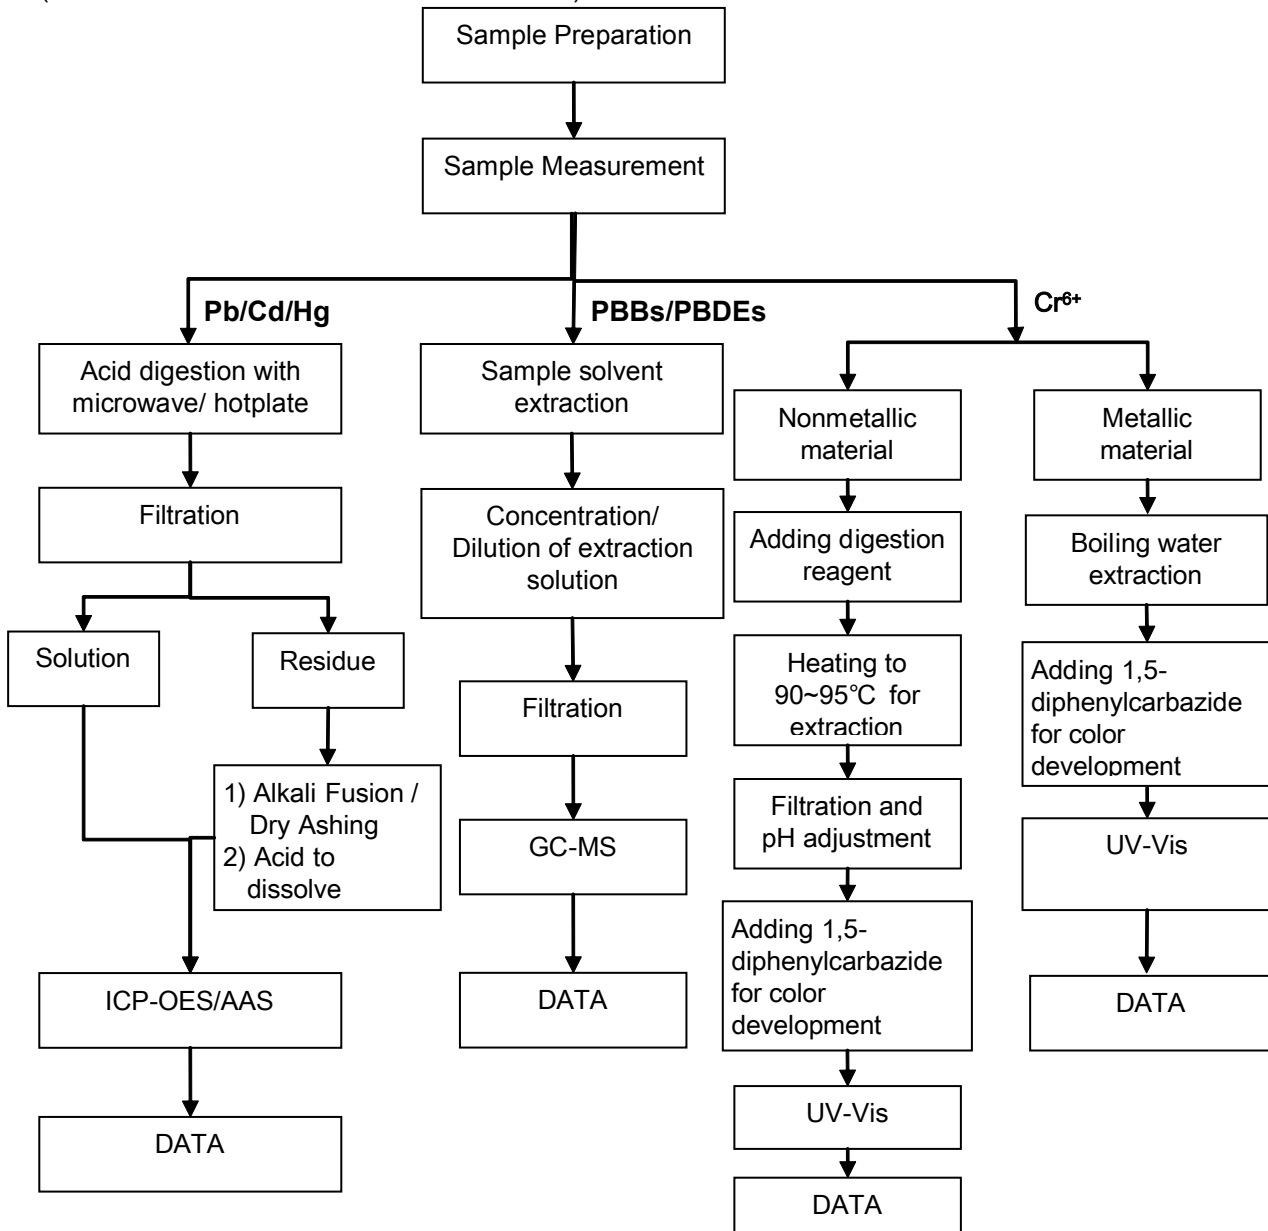 Sample Preparation
Sample Measurement
Pb/Cd/Hg
PBBs/PBDEs
Cr⁶⁺
Acid digestion with
microwave/ hotplate
Filtration
Solution
Residue
1) Alkali Fusion /
Dry Ashing
2) Acid to
dissolve
ICP-OES/AAS
DATA
Sample solvent
extraction
Concentration/
Dilution of extraction
solution
Filtration
GC-MS
DATA
Nonmetallic
material
Adding digestion
reagent
Heating to
90~95℃ for
extraction
Filtration and
pH adjustment
Adding 1,5-
diphenylcarbazide
for color
development
UV-Vis
DATA
Metallic
material
Boiling water
extraction
Adding 1,5-
diphenylcarbazide
for color
development
UV-Vis
DATA